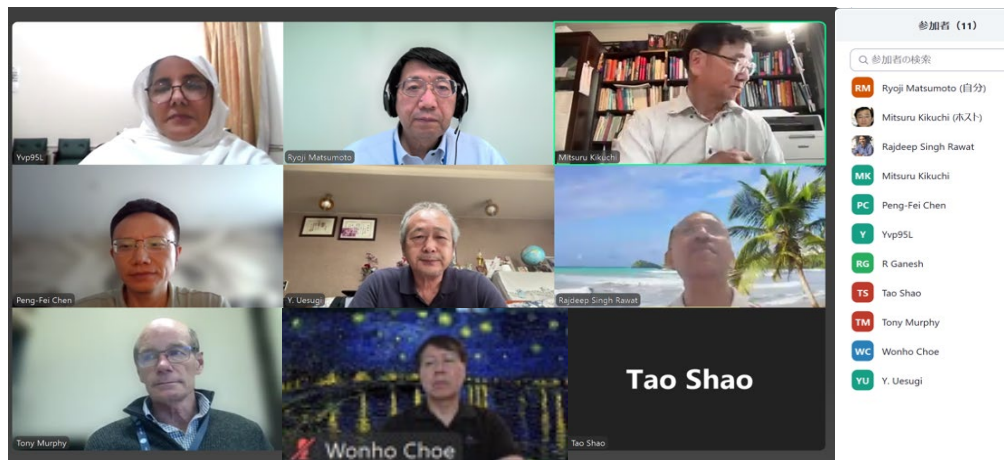 Yvp95L
Ryoji Matsumoto
Mitsuru Kikuchi
Peng-Fei Chen
Y. Uesugi
Rajdeep Singh Rawat
Tony Murphy
Wonho Choe
Tao Shao
Tao Shao
参加者 (11)
参加者の検索
RM Ryoji Matsumoto (自分)
Mitsuru Kikuchi (ホスト)
Rajdeep Singh Rawat
MK Mitsuru Kikuchi
PC Peng-Fei Chen
Y Yvp95L
RG R Ganesh
TS Tao Shao
TM Tony Murphy
WC Wonho Choe
YU Y. Uesugi